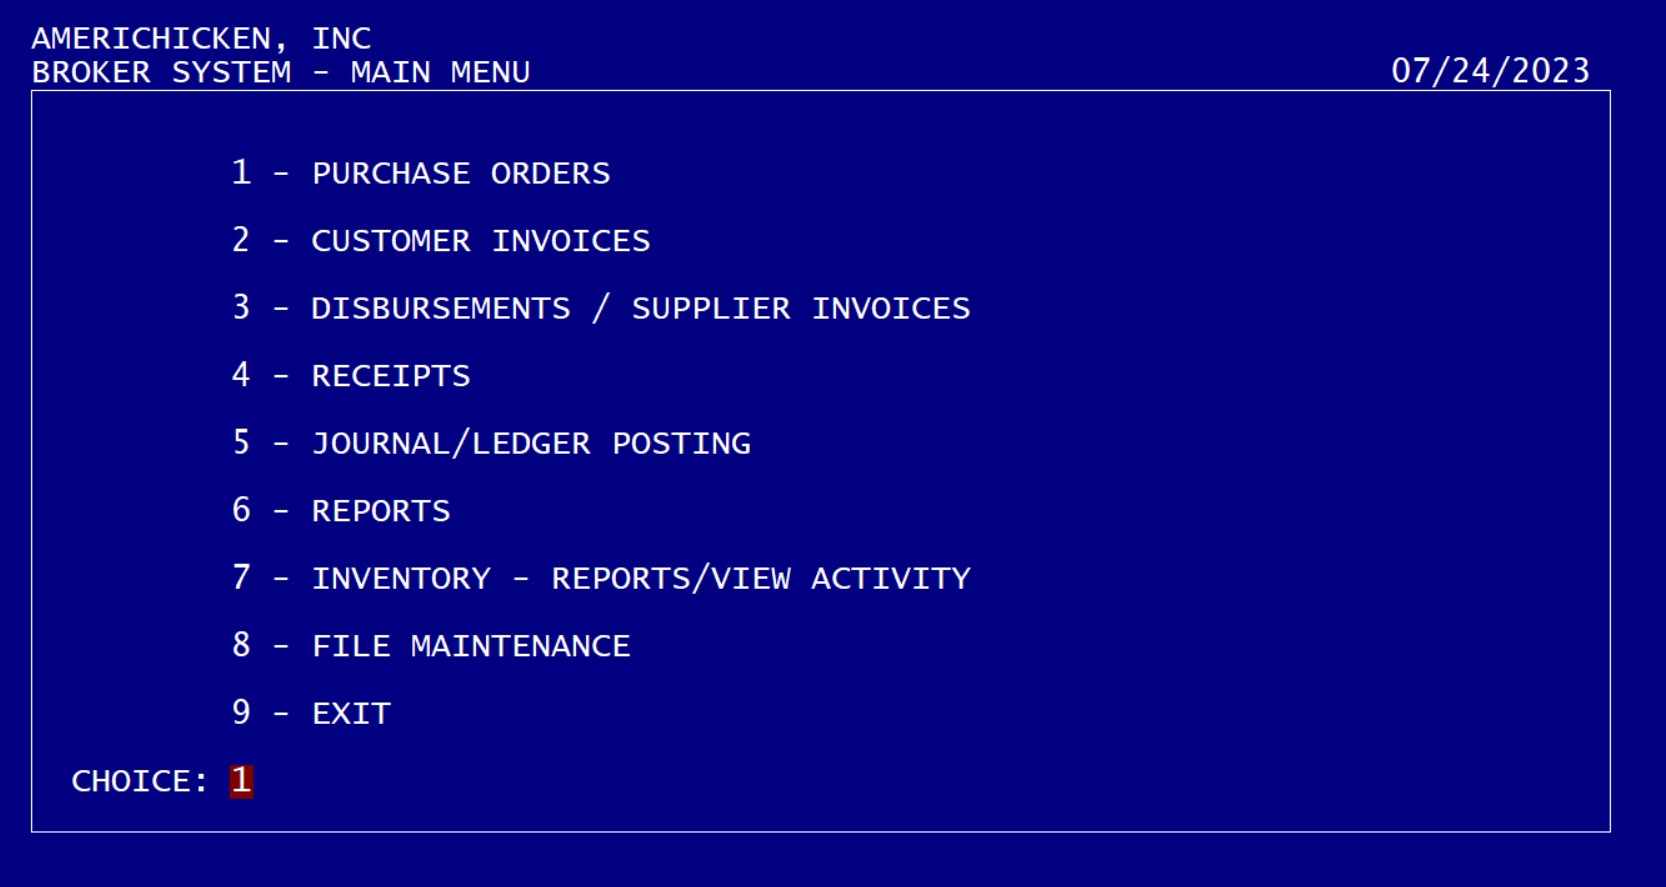 AMERICHICKEN, INC
BROKER SYSTEM - MAIN MENU 07/24/2023
1 - PURCHASE ORDERS
2 - CUSTOMER INVOICES
3 - DISBURSEMENTS / SUPPLIER INVOICES
4 - RECEIPTS
5 - JOURNAL/LEDGER POSTING
6 - REPORTS
7 - INVENTORY - REPORTS/VIEW ACTIVITY
8 - FILE MAINTENANCE
9 - EXIT
CHOICE: 1